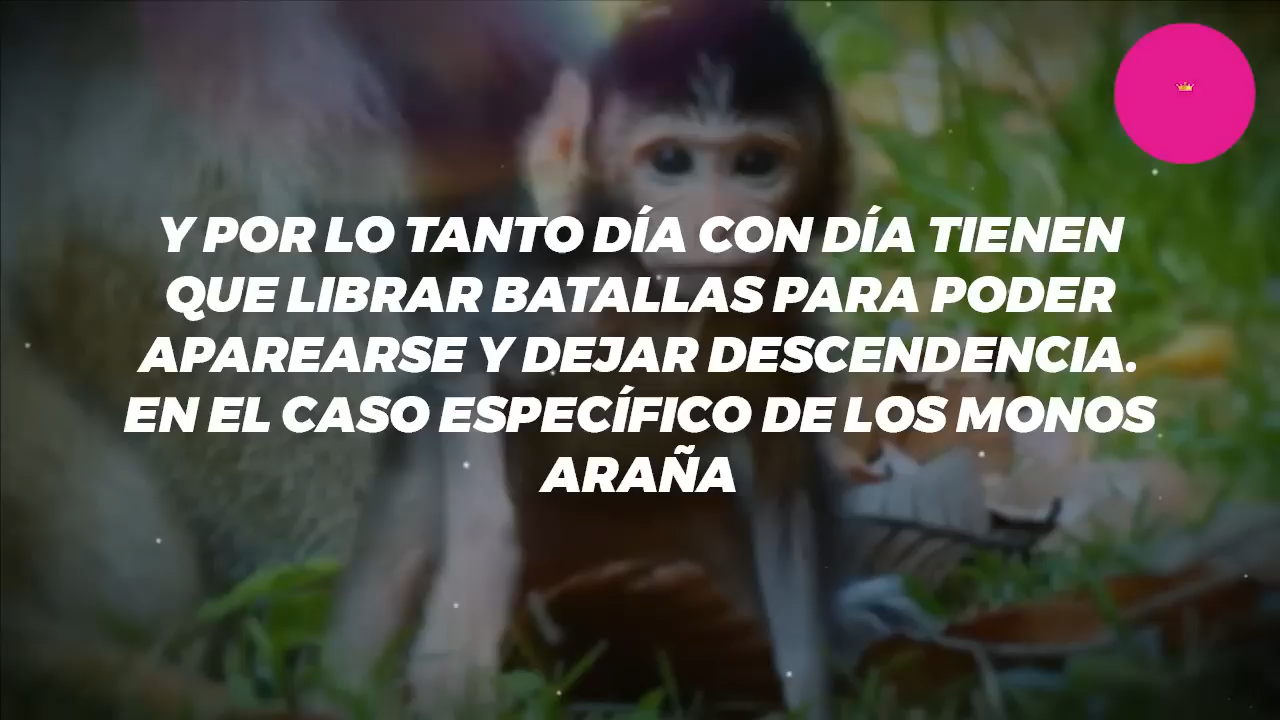 Y POR LO TANTO DÍA CON DÍA TIENEN
QUE LIBRAR BATALLAS PARA PODER
APAREARSE Y DEJAR DESCENDENCIA.
EN EL CASO ESPECÍFICO DE LOS MONOS
ARAÑA